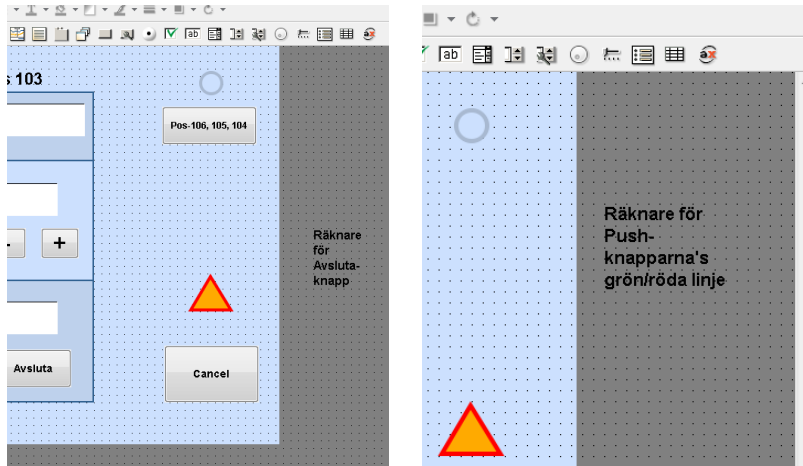 s 103
Pos-106, 105, 104
Räknare
för
Avsluta-
knapp
Avsluta
Cancel
Räknare för
Push-
knapparna's
grön/röda linje